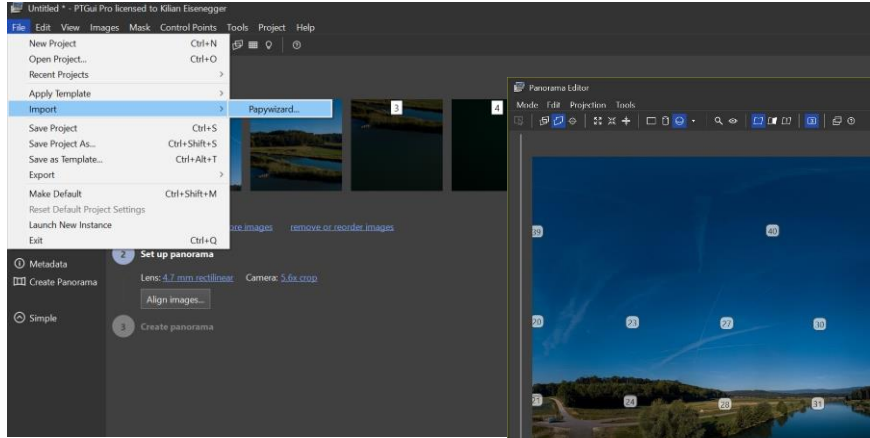 Untitled * - PTGui Pro licensed to Kilian Eisenegger
File Edit View Images Mask Control Points Tools Project Help
New Project Ctrl+N
Open Project... Ctrl+O
Recent Projects
Apply Template
Import
Papywizard...
Save Project Ctrl+S
Save Project As... Ctrl+Shift+S
Save as Template... Ctrl+Alt+T
Export
Make Default Ctrl+Shift+M
Reset Default Project Settings
Launch New Instance
Exit Ctrl+Q
3
4
images remove or reorder images
Metadata
Create Panorama
Simple
2 Set up panorama
Lens: 4.7 mm rectilinear Camera: 5.6x crop
Align images...
3 Create panorama
Panorama Editor
Mode Edit Projection Tools
39 40
20 23 27 30
21 24 28 31